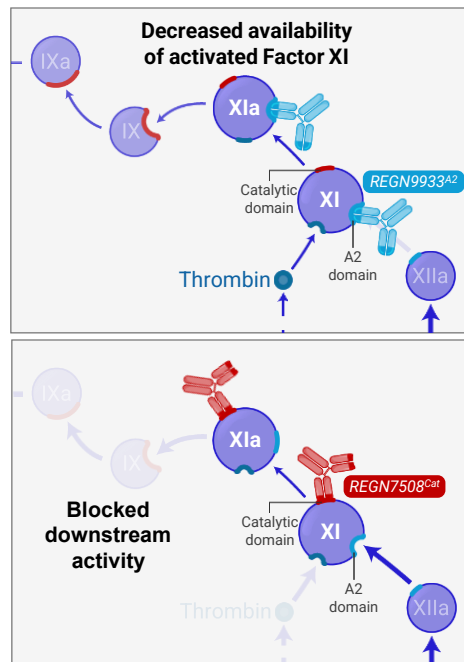 Decreased availability
of activated Factor XI
IXa
IX
XIa
Catalytic
domain
XI
REGN9933A2
A2
domain
Thrombin
XIIa
IXa
IX
XIa
Blocked
downstream
activity
REGN7508Cat
Catalytic
domain
XI
A2
domain
Thrombin
XIIa